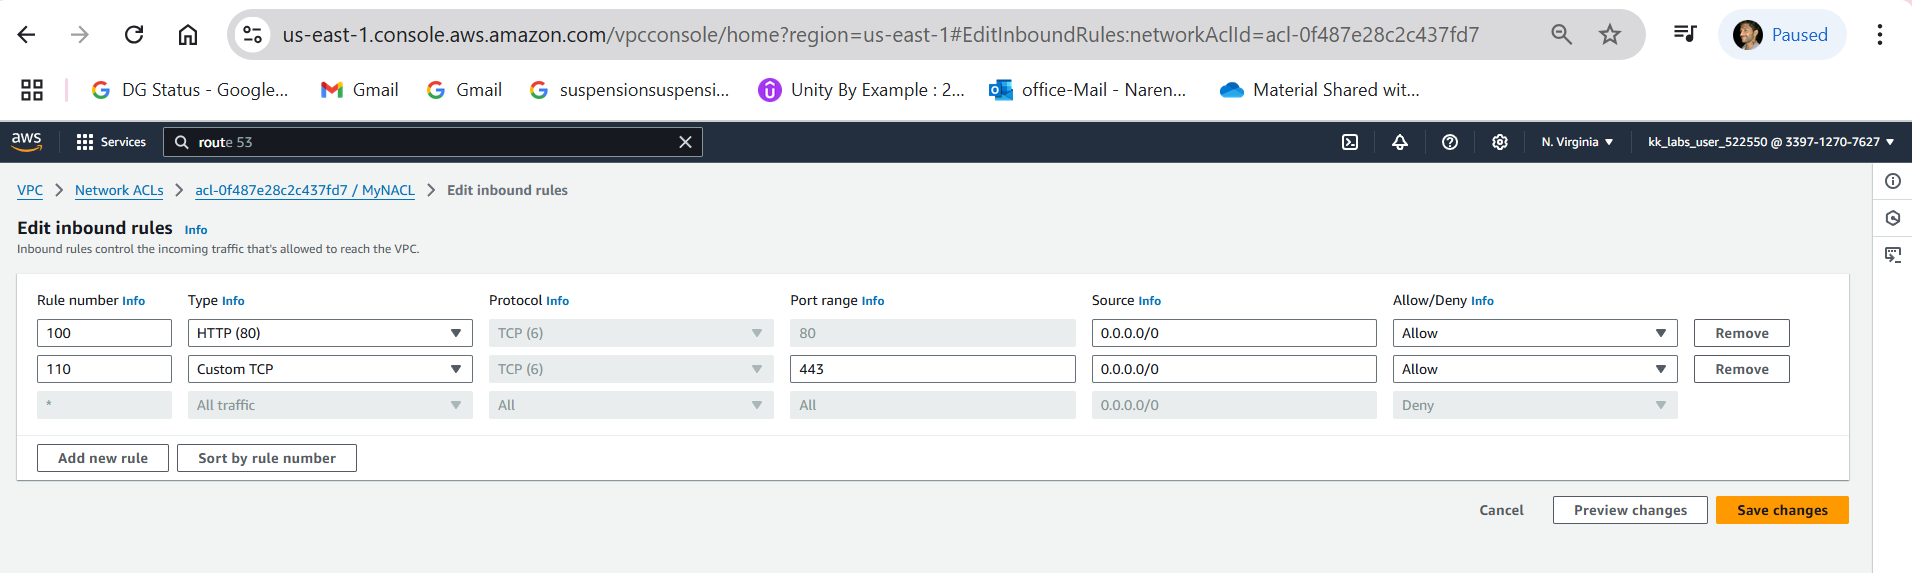 us-east-1.console.aws.amazon.com/vpcconsole/home?region=us-east-1#EditInboundRules:networkAclId=acl-0f487e28c2c437fd7
Paused
DG Status - Google...
Gmail
Gmail
suspensionsuspensi...
Unity By Example : 2...
office-Mail - Naren...
Material Shared wit...
aws
Services
route 53
N. Virginia
kk_labs_user_522550 @ 3397-1270-7627
VPC
Network ACLs
acl-0f487e28c2c437fd7 / MyNACL
Edit inbound rules
Edit inbound rules Info
Inbound rules control the incoming traffic that's allowed to reach the VPC.
Rule number Info
Type Info
Protocol Info
Port range Info
Source Info
Allow/Deny Info
100
HTTP (80)
TCP (6)
80
0.0.0.0/0
Allow
Remove
110
Custom TCP
TCP (6)
443
0.0.0.0/0
Allow
Remove
*
All traffic
All
All
0.0.0.0/0
Deny
Add new rule
Sort by rule number
Cancel
Preview changes
Save changes